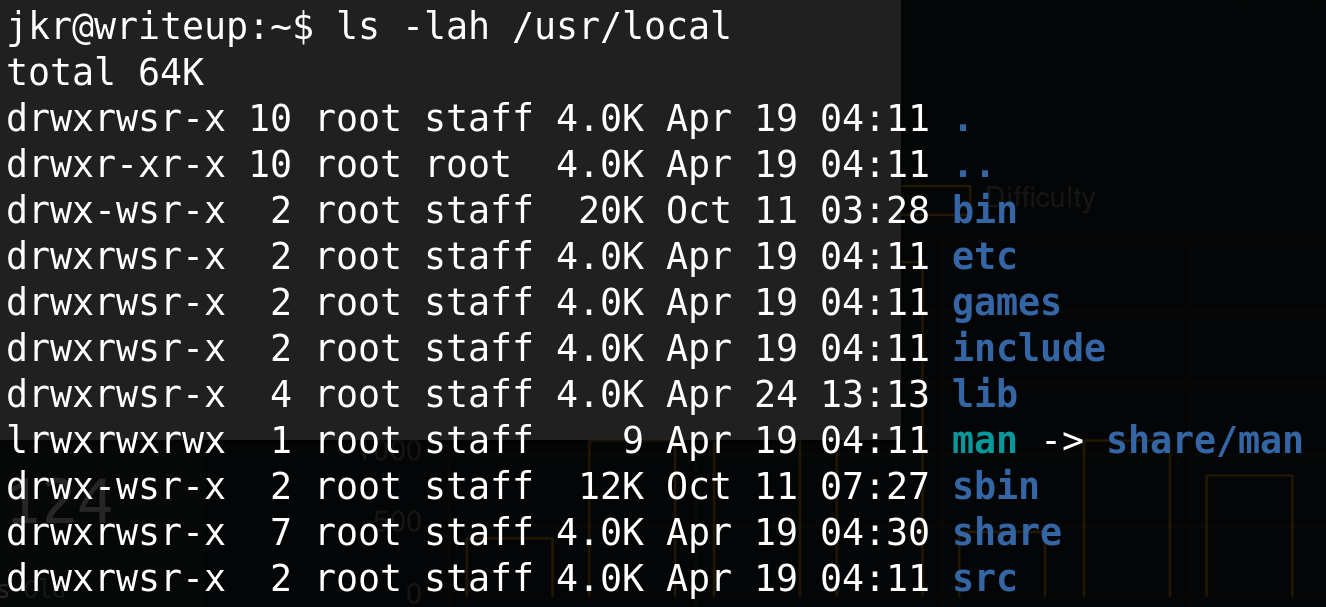 jkr@writeup:~$ ls -lah /usr/local
total 64K
drwxrwsr-x 10 root staff 4.0K Apr 19 04:11 .
drwxr-xr-x 10 root root  4.0K Apr 19 04:11 ..
Difficulty
drwx-wsr-x  2 root staff  20K Oct 11 03:28 bin
drwxrwsr-x  2 root staff 4.0K Apr 19 04:11 etc
drwxrwsr-x  2 root staff 4.0K Apr 19 04:11 games
drwxrwsr-x  2 root staff 4.0K Apr 19 04:11 include
drwxrwsr-x  4 root staff 4.0K Apr 24 13:13 lib
lrwxrwxrwx  1 root staff    9 Apr 19 04:11 man -> share/man
drwx-wsr-x  2 root staff  12K Oct 11 07:27 sbin
124
500
drwxrwsr-x  7 root staff 4.0K Apr 19 04:30 share
drwxrwsr-x  2 root staff 4.0K Apr 19 04:11 src
0